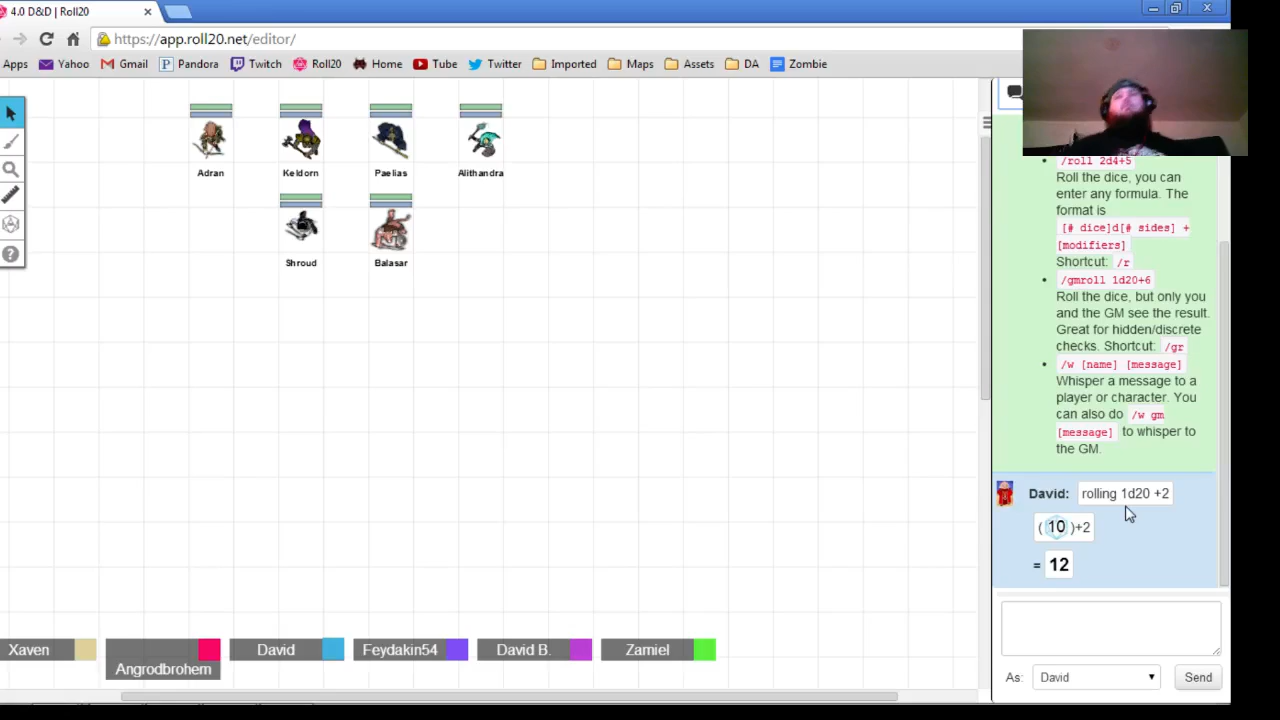 4.0 D&D | Roll20
https://app.roll20.net/editor/
Apps Yahoo Gmail Pandora Twitch Roll20 Home Tube Twitter Imported Maps Assets DA Zombie
Adran Keldorn Paelias Alithandra
Shroud Balasar
/roll 2d4+5
Roll the dice, you can
enter any formula. The
format is
[# dice]d[# sides] +
[modifiers]
Shortcut: /r
/gmroll 1d20+6
Roll the dice, but only you
and the GM see the result.
Great for hidden/discrete
checks. Shortcut: /gr
/w [name] [message]
Whisper a message to a
player or character. You
can also do /w gm
[message] to whisper to
the GM.
David: rolling 1d20 +2
(10)+2
= 12
Xaven Angrodbrohem David Feydakin54 David B. Zamiel
As: David Send